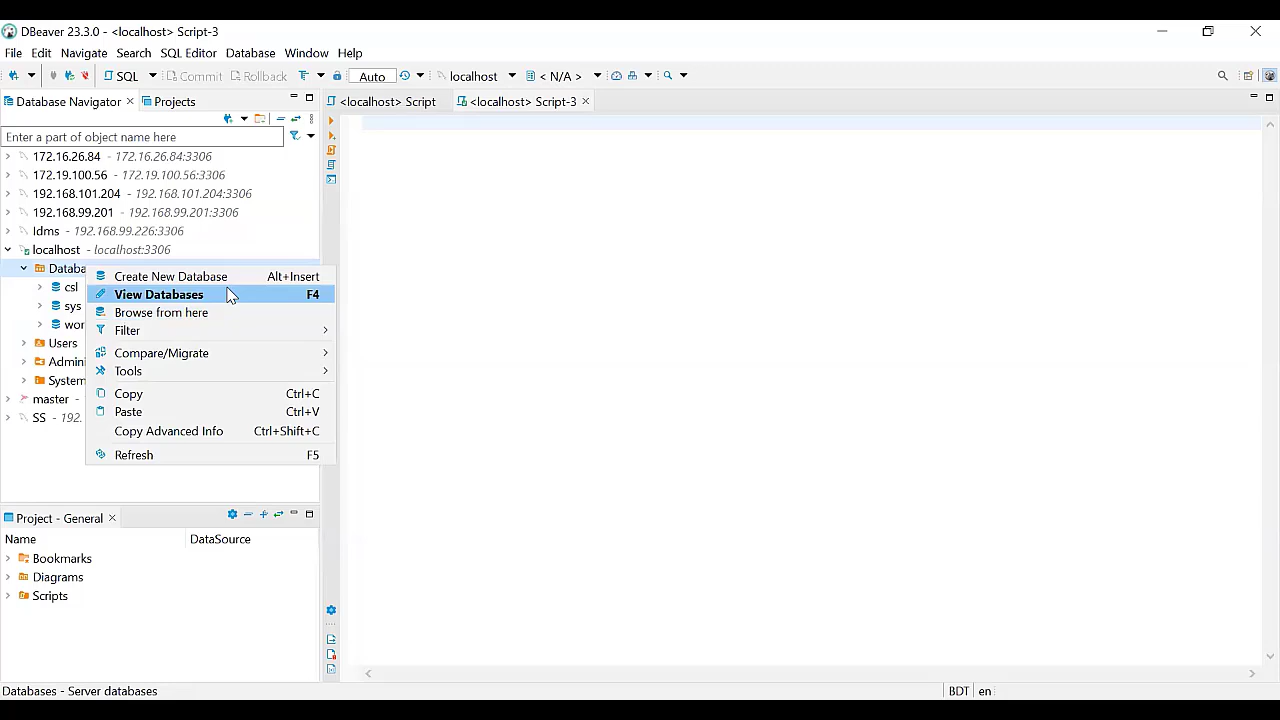 DBeaver 23.3.0 - <localhost> Script-3
File Edit Navigate Search SQL Editor Database Window Help
SQL Commit Rollback Auto localhost < N/A >
Database Navigator Projects
<localhost> Script <localhost> Script-3
Enter a part of object name here
172.16.26.84 - 172.16.26.84:3306
172.19.100.56 - 172.19.100.56:3306
192.168.101.204 - 192.168.101.204:3306
192.168.99.201 - 192.168.99.201:3306
ldms - 192.168.99.226:3306
localhost - localhost:3306
Databa
csl
sys
wor
Users
Admini
System
master -
SS - 192.
Create New Database Alt+Insert
View Databases F4
Browse from here
Filter
Compare/Migrate
Tools
Copy Ctrl+C
Paste Ctrl+V
Copy Advanced Info Ctrl+Shift+C
Refresh F5
Project - General
Name DataSource
Bookmarks
Diagrams
Scripts
Databases - Server databases
BDT en